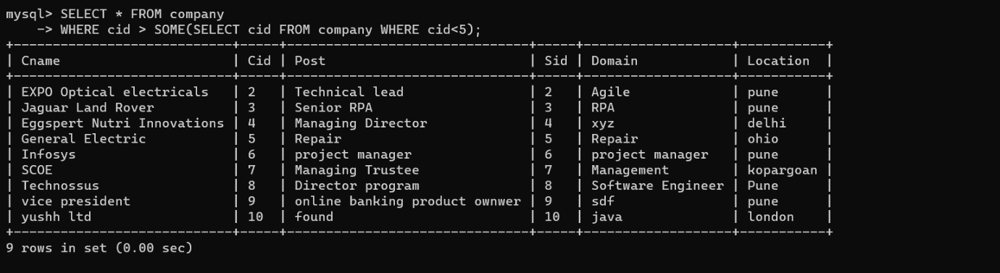 mysql> SELECT * FROM company
    -> WHERE cid > SOME(SELECT cid FROM company WHERE cid<5);
+----------------------------+-----+-------------------------------+-----+-------------------+-----------+
| Cname                      | Cid | Post                          | Sid | Domain            | Location  |
+----------------------------+-----+-------------------------------+-----+-------------------+-----------+
| EXPO Optical electricals   | 2   | Technical lead                | 2   | Agile             | pune      |
| Jaguar Land Rover          | 3   | Senior RPA                    | 3   | RPA               | pune      |
| Eggspert Nutri Innovations | 4   | Managing Director             | 4   | xyz               | delhi     |
| General Electric           | 5   | Repair                        | 5   | Repair            | ohio      |
| Infosys                    | 6   | project manager               | 6   | project manager   | pune      |
| SCOE                       | 7   | Managing Trustee              | 7   | Management        | kopargoan |
| Technossus                 | 8   | Director program              | 8   | Software Engineer | Pune      |
| vice president             | 9   | online banking product ownwer | 9   | sdf               | pune      |
| yushh ltd                  | 10  | found                         | 10  | java              | london    |
+----------------------------+-----+-------------------------------+-----+-------------------+-----------+
9 rows in set (0.00 sec)